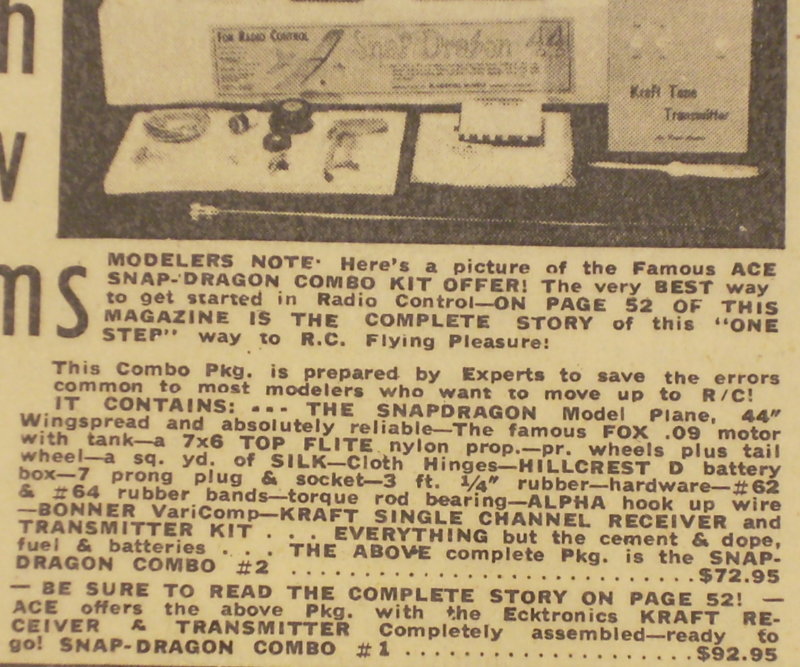 FOR RADIO CONTROL
Snap Dragon 44
Kraft Tone
Transmitter
ms
MODELERS NOTE· Here's a picture of the Famous ACE
SNAP-DRAGON COMBO KIT OFFER! The very BEST way
to get started in Radio Control—ON PAGE 52 OF THIS
MAGAZINE IS THE COMPLETE STORY of this "ONE
STEP" way to R.C. Flying Pleasure:
This Combo Pkg. is prepared by Experts to save the errors
common to most modelers who want to move up to R/C!
IT CONTAINS: --- THE SNAPDRAGON Model Plane, 44"
Wingspread and absolutely reliable—The famous FOX .09 motor
with tank—a 7x6 TOP FLITE nylon prop.—pr. wheels plus tail
wheel—a sq. yd. of SILK—Cloth Hinges—HILLCREST D battery
box—7 prong plug & socket—3 ft. 1/4" rubber—hardware—#62
& #64 rubber bands—torque rod bearing—ALPHA hook up wire
—BONNER VariComp—KRAFT SINGLE CHANNEL RECEIVER and
TRANSMITTER KIT . . . EVERYTHING but the cement & dope,
fuel & batteries . . . THE ABOVE complete Pkg. is the SNAP-
DRAGON COMBO #2 ..............................$72.95
— BE SURE TO READ THE COMPLETE STORY ON PAGE 52! —
ACE offers the above Pkg. with the Ecktronics KRAFT RE-
CEIVER & TRANSMITTER Completely assembled—ready to
go! SNAP-DRAGON COMBO #1 ......................$92.95